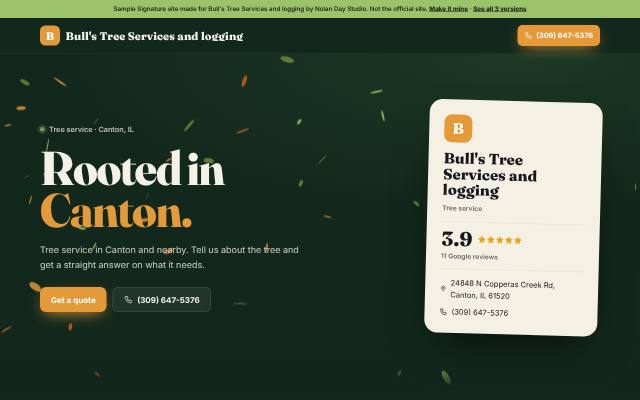 Sample Signature site made for Bull's Tree Services and logging by Nolan Day Studio. Not the official site. Make it mine · See all 3 versions
B Bull's Tree Services and logging
(309) 647-5376
Tree service · Canton, IL
Rooted in
Canton.
Tree service in Canton and nearby. Tell us about the tree and
get a straight answer on what it needs.
Get a quote
(309) 647-5376
B
Bull's Tree
Services and
logging
Tree service
3.9
11 Google reviews
24848 N Copperas Creek Rd,
Canton, IL 61520
(309) 647-5376